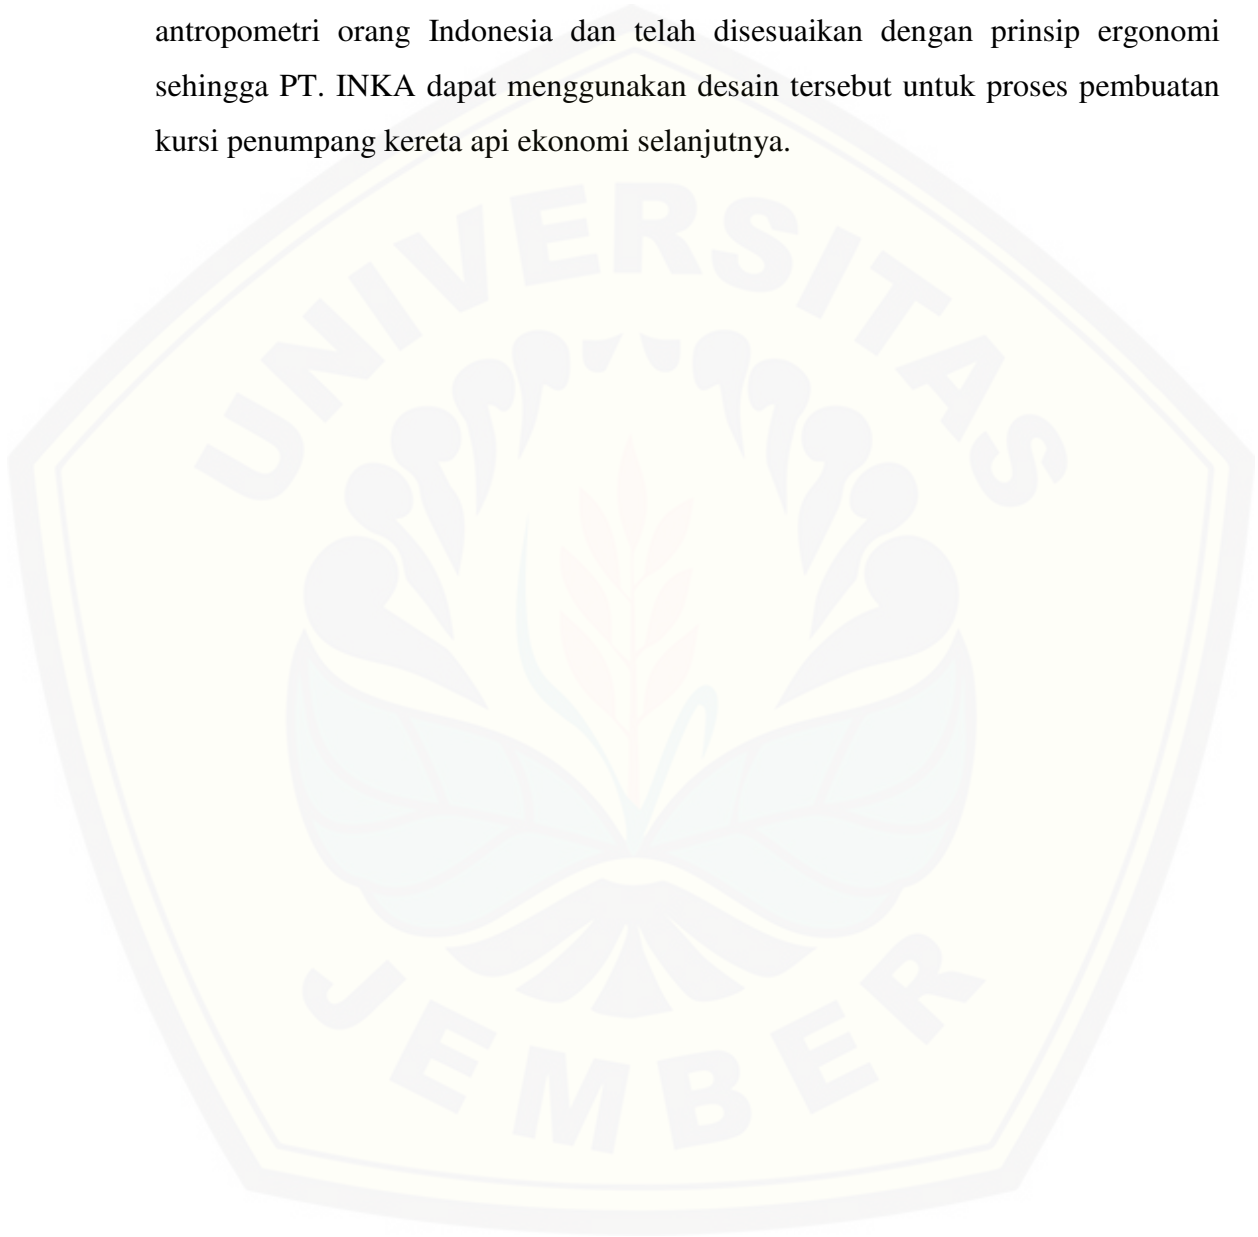 antropometri orang Indonesia dan telah disesuaikan dengan prinsip ergonomi
sehingga PT. INKA dapat menggunakan desain tersebut untuk proses pembuatan
kursi penumpang kereta api ekonomi selanjutnya.
UNIVERSITAS
JEMBER